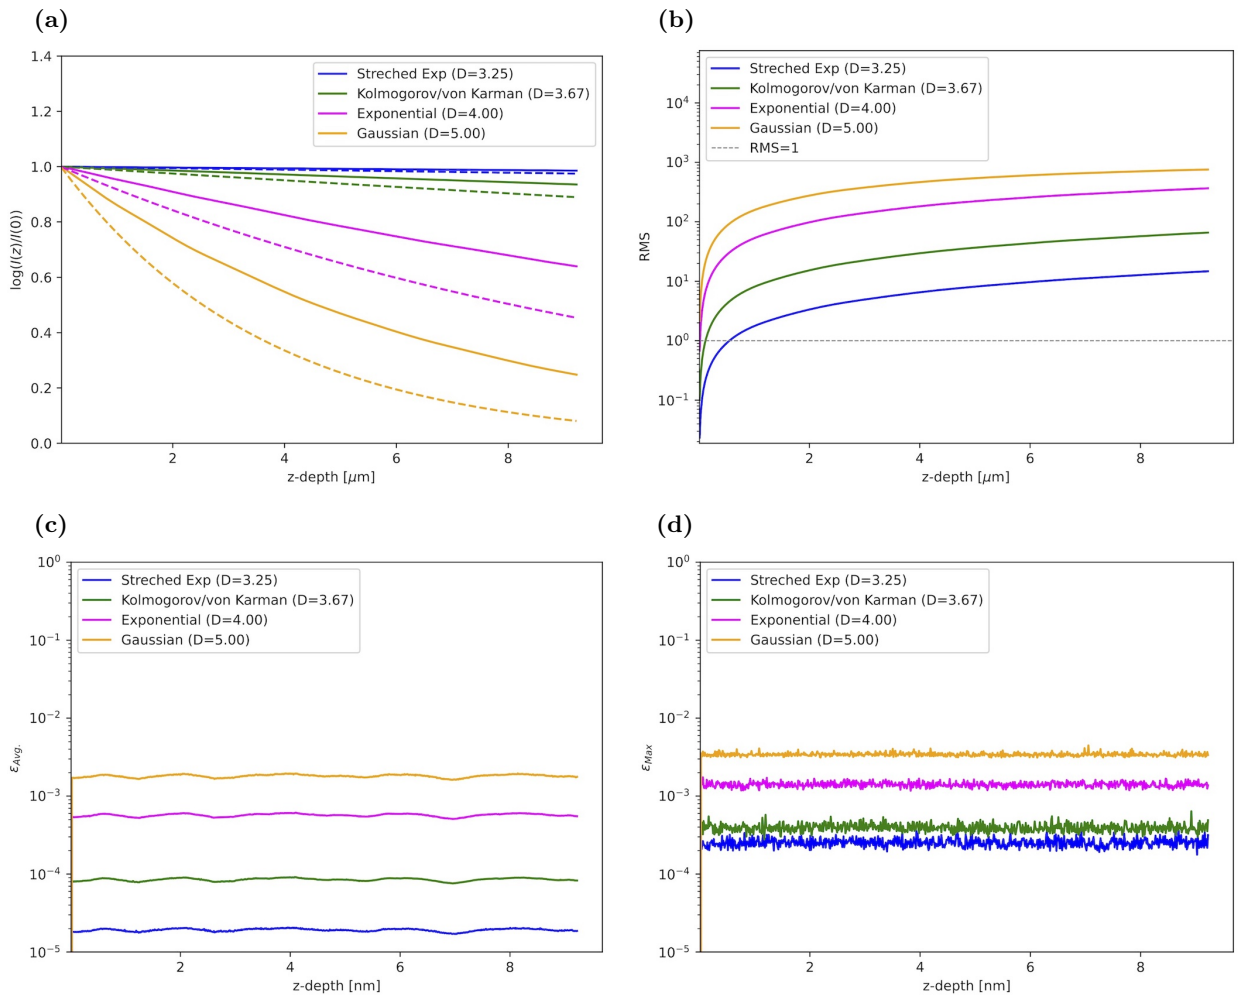 (a)
1.4
1.2
1.0
0.8
0.6
0.4
0.2
0.0
log(I(z)/I(0))
Streched Exp (D=3.25)
Kolmogorov/von Karman (D=3.67)
Exponential (D=4.00)
Gaussian (D=5.00)
2 4 6 8
z-depth [μm]
(b)
10⁴
10³
10²
10¹
10⁰
10⁻¹
RMS
Streched Exp (D=3.25)
Kolmogorov/von Karman (D=3.67)
Exponential (D=4.00)
Gaussian (D=5.00)
RMS=1
2 4 6 8
z-depth [μm]
(c)
10⁰
10⁻¹
10⁻²
10⁻³
10⁻⁴
10⁻⁵
ε_Avg.
Streched Exp (D=3.25)
Kolmogorov/von Karman (D=3.67)
Exponential (D=4.00)
Gaussian (D=5.00)
2 4 6 8
z-depth [nm]
(d)
10⁰
10⁻¹
10⁻²
10⁻³
10⁻⁴
10⁻⁵
ε_Max
Streched Exp (D=3.25)
Kolmogorov/von Karman (D=3.67)
Exponential (D=4.00)
Gaussian (D=5.00)
2 4 6 8
z-depth [nm]